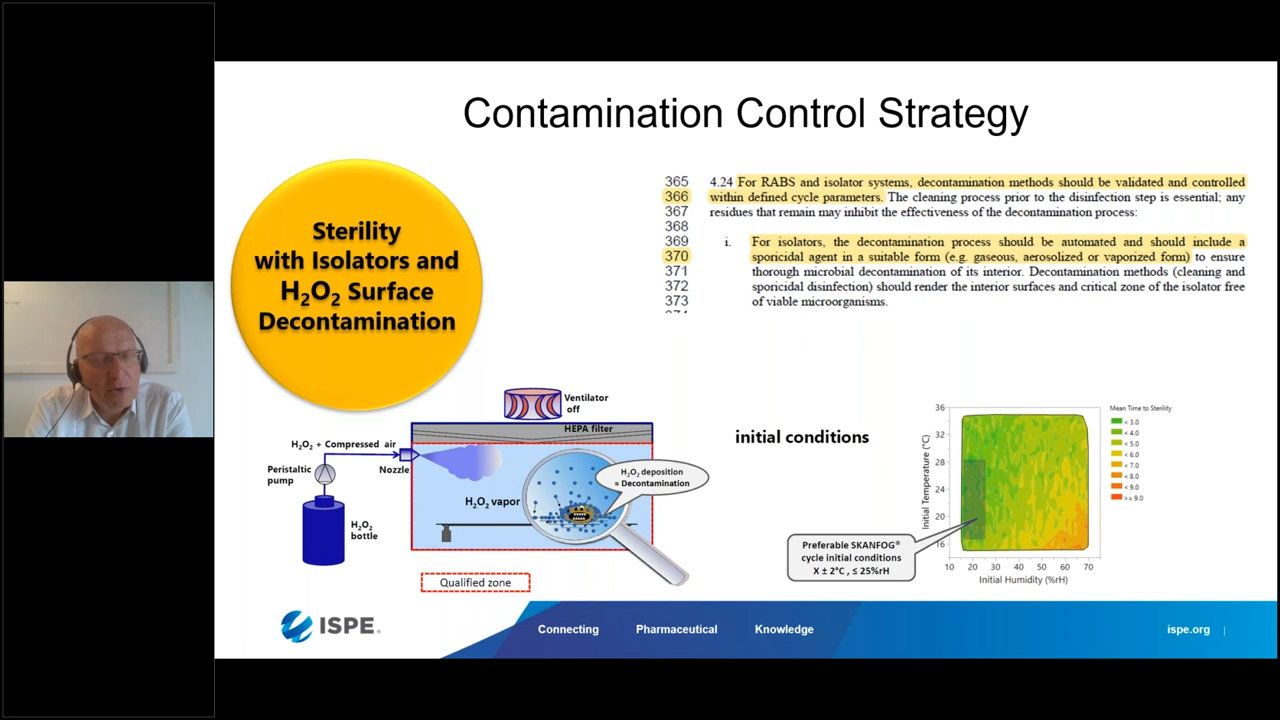 Contamination Control Strategy
Sterility
with Isolators and
H₂O₂ Surface
Decontamination
365 4.24 For RABS and isolator systems, decontamination methods should be validated and controlled
366 within defined cycle parameters. The cleaning process prior to the disinfection step is essential; any
367 residues that remain may inhibit the effectiveness of the decontamination process:
368
369 i. For isolators, the decontamination process should be automated and should include a
370 sporicidal agent in a suitable form (e.g. gaseous, aerosolized or vaporized form) to ensure
371 thorough microbial decontamination of its interior. Decontamination methods (cleaning and
372 sporicidal disinfection) should render the interior surfaces and critical zone of the isolator free
373 of viable microorganisms.
Ventilator
off
HEPA filter
H₂O₂ + Compressed air
Peristaltic
pump
Nozzle
H₂O₂ vapor
H₂O₂ deposition
= Decontamination
H₂O₂
bottle
Qualified zone
initial conditions
Initial Temperature (°C)
36
32
28
24
20
16
10 20 30 40 50 60 70
Initial Humidity (%rH)
Mean Time to Sterility
< 3.0
< 4.0
< 5.0
< 6.0
< 7.0
< 8.0
< 9.0
>= 9.0
Preferable SKANFOG®
cycle initial conditions
X ± 2°C , ≤ 25%rH
ISPE®
Connecting Pharmaceutical Knowledge
ispe.org |